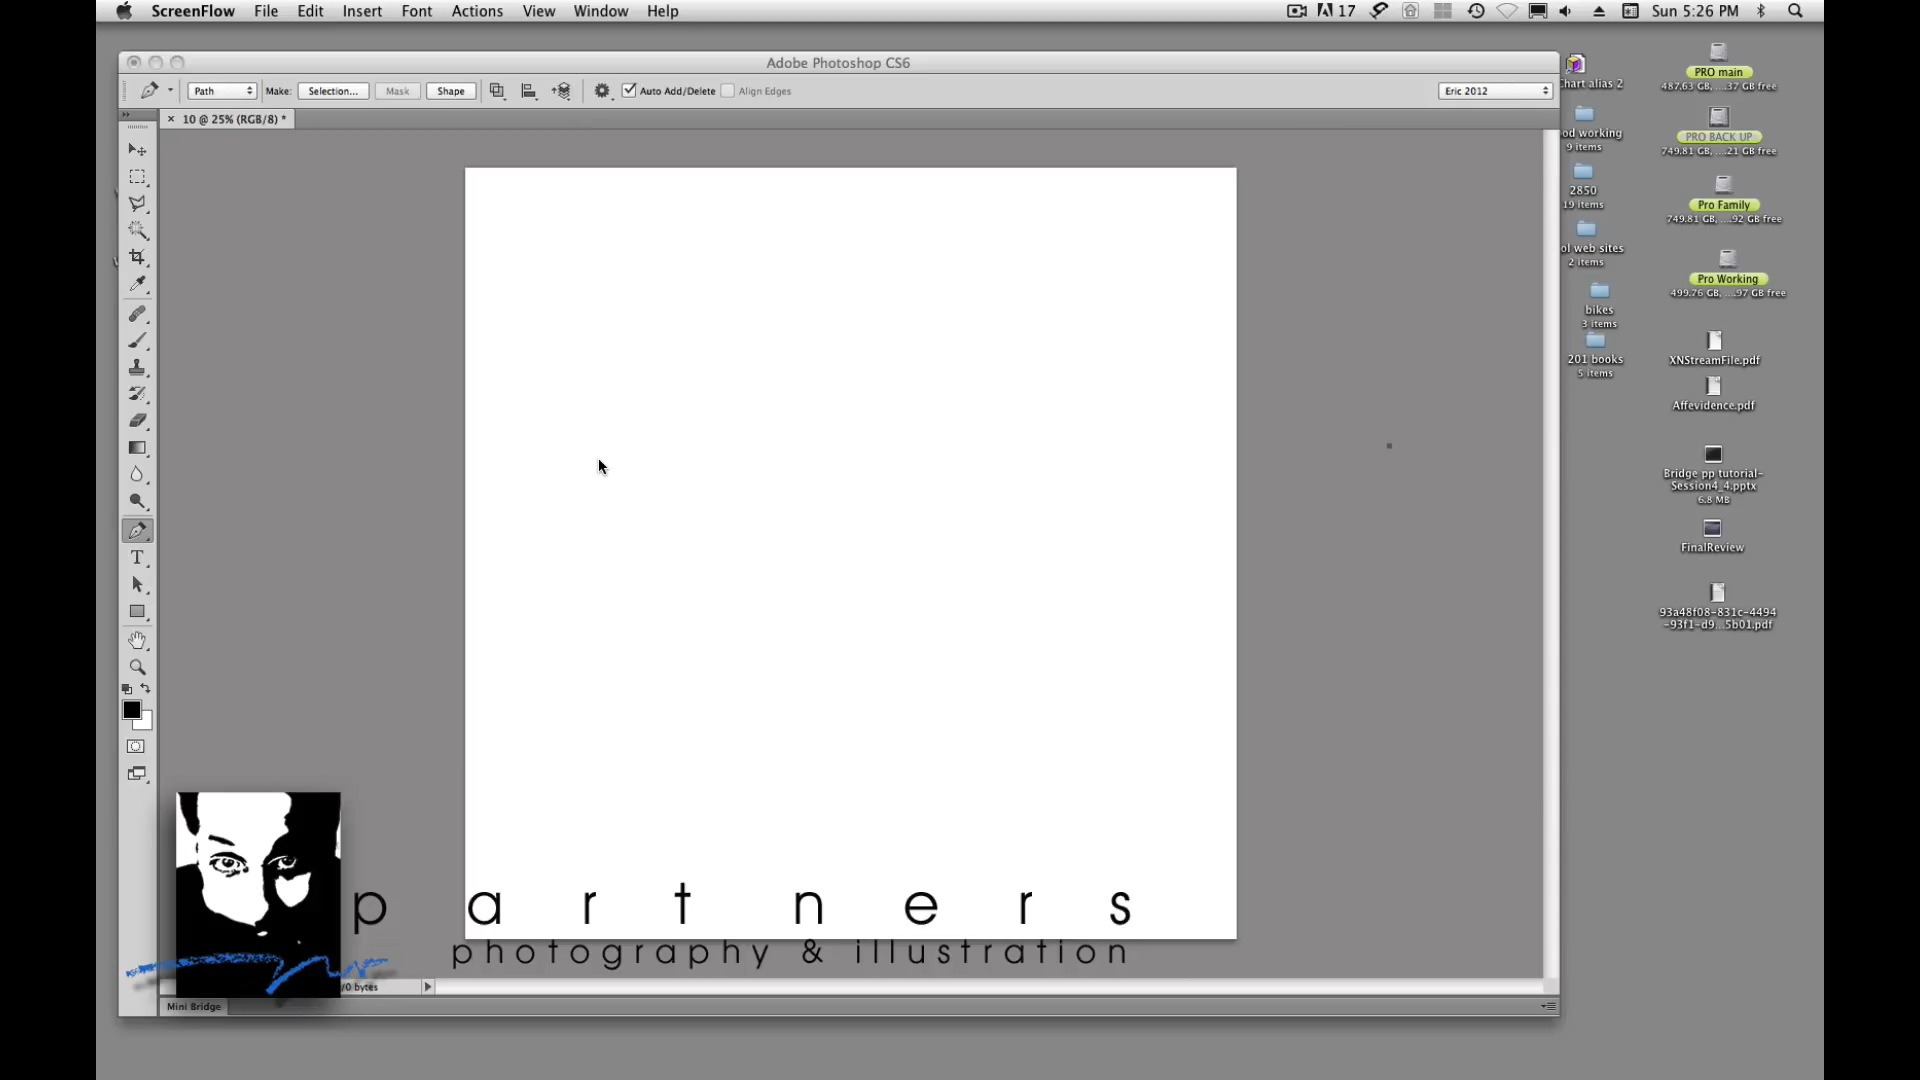 ScreenFlow File Edit Insert Font Actions View Window Help 17 Sun 5:26 PM
Adobe Photoshop CS6
Path Make: Selection... Mask Shape Auto Add/Delete Align Edges Eric 2012
10 @ 25% (RGB/8) *
Chart alias 2
od working
9 items
2850
19 items
ol web sites
2 items
bikes
3 items
201 books
5 items
PRO main
487.63 GB, ....37 GB free
PRO BACK UP
749.81 GB, ....21 GB free
Pro Family
749.81 GB, ....92 GB free
Pro Working
499.76 GB, ....97 GB free
XNStreamFile.pdf
Affevidence.pdf
Bridge pp tutorial-
Session4_4.pptx
6.8 MB
FinalReview
93a48f08-831c-4494
-93f1-d9...5b01.pdf
T
partners
photography & illustration
/0 bytes
Mini Bridge